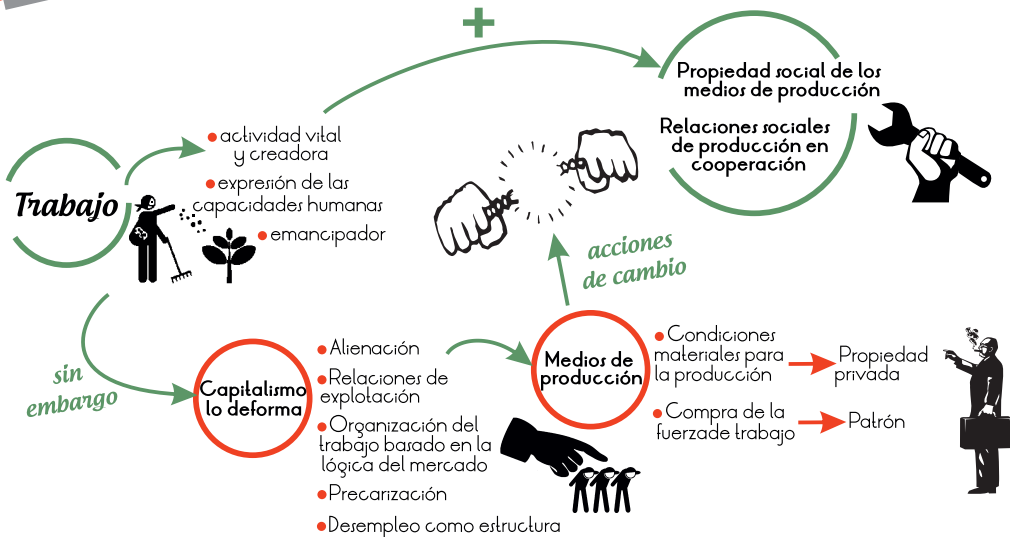 +
Propiedad social de los
medios de producción
Relaciones sociales
de producción en
cooperación
Trabajo
• actividad vital
y creadora
• expresión de las
capacidades humanas
• emancipador
acciones
de cambio
sin
embargo
Capitalismo
lo deforma
• Alienación
• Relaciones de
explotación
• Organización del
trabajo basado en la
lógica del mercado
• Precarización
• Desempleo como estructura
Medios de
producción
• Condiciones
materiales para
la producción
Propiedad
privada
• Compra de la
fuerzade trabajo
Patrón